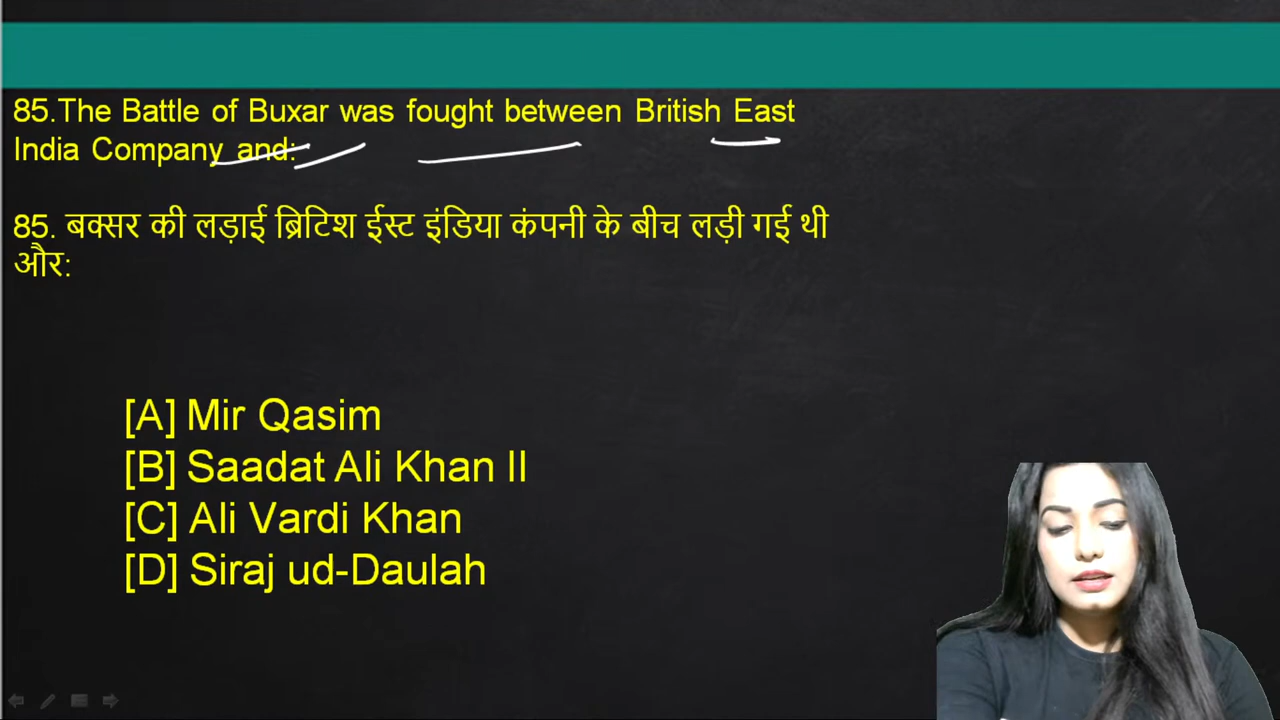 85.The Battle of Buxar was fought between British East
India Company and:
85. बक्सर की लड़ाई ब्रिटिश ईस्ट इंडिया कंपनी के बीच लड़ी गई थी
और:
[A] Mir Qasim
[B] Saadat Ali Khan II
[C] Ali Vardi Khan
[D] Siraj ud-Daulah